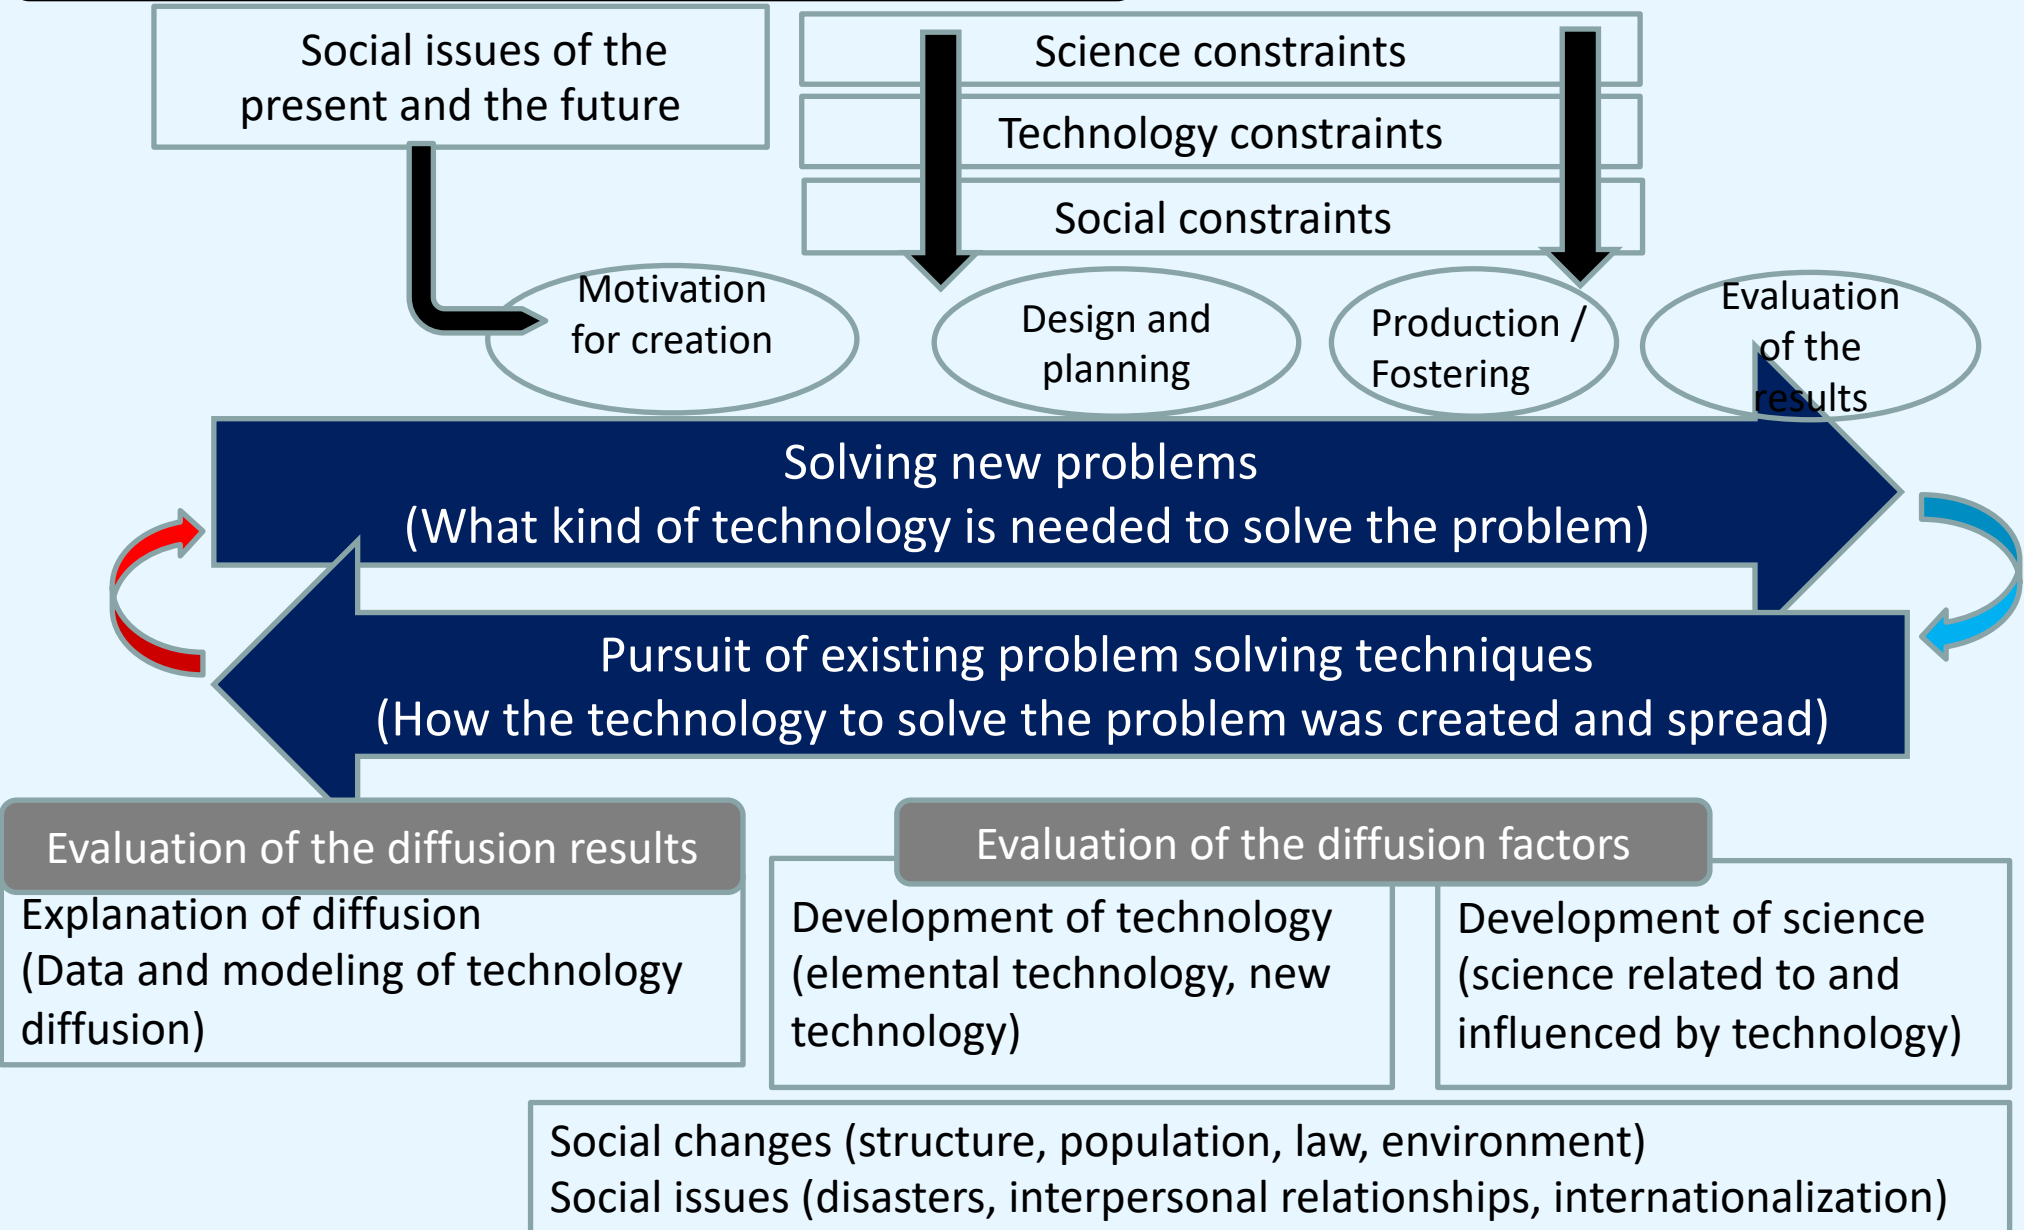 Social issues of the
present and the future
Science constraints
Technology constraints
Social constraints
Motivation
for creation
Design and
planning
Production /
Fostering
Evaluation
of the
results
Solving new problems
(What kind of technology is needed to solve the problem)
Pursuit of existing problem solving techniques
(How the technology to solve the problem was created and spread)
Evaluation of the diffusion results
Explanation of diffusion
(Data and modeling of technology
diffusion)
Evaluation of the diffusion factors
Development of technology
(elemental technology, new
technology)
Development of science
(science related to and
influenced by technology)
Social changes (structure, population, law, environment)
Social issues (disasters, interpersonal relationships, internationalization)